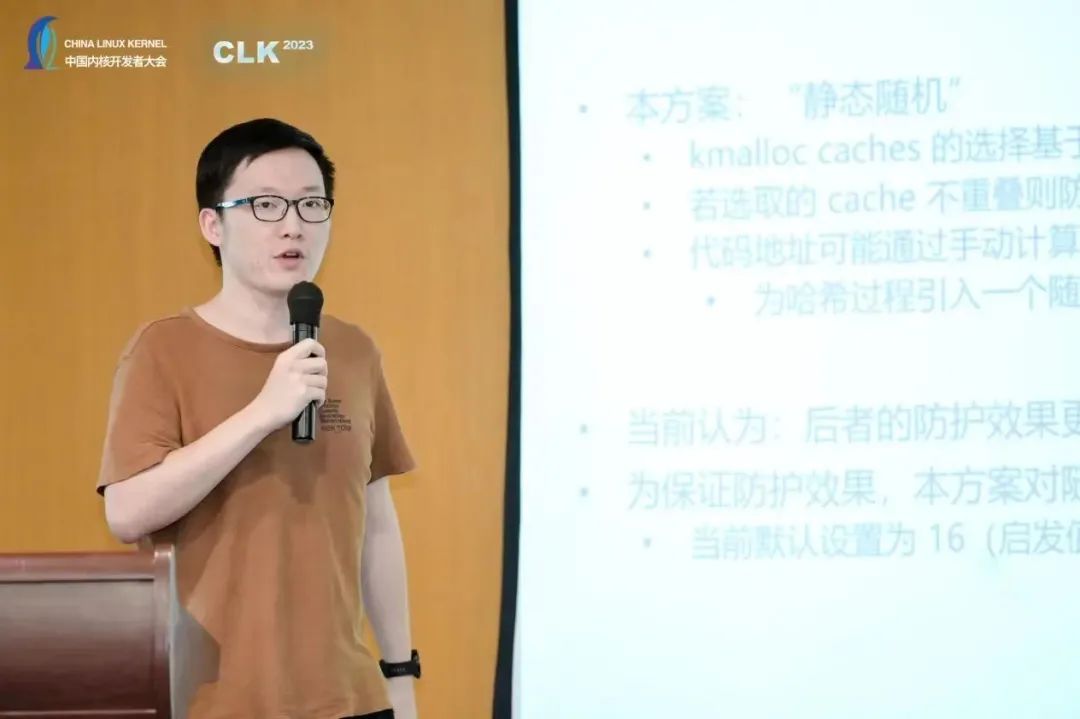 CHINA LINUX KERNEL
中国内核开发者大会
CLK 2023
• 本方案：“静态随机”
• kmalloc caches 的选择基于
• 若选取的 cache 不重叠则防
• 代码地址可能通过手动计算
• 为哈希过程引入一个随
• 当前认为：后者的防护效果更
• 为保证防护效果，本方案对随
• 当前默认设置为 16（启发值